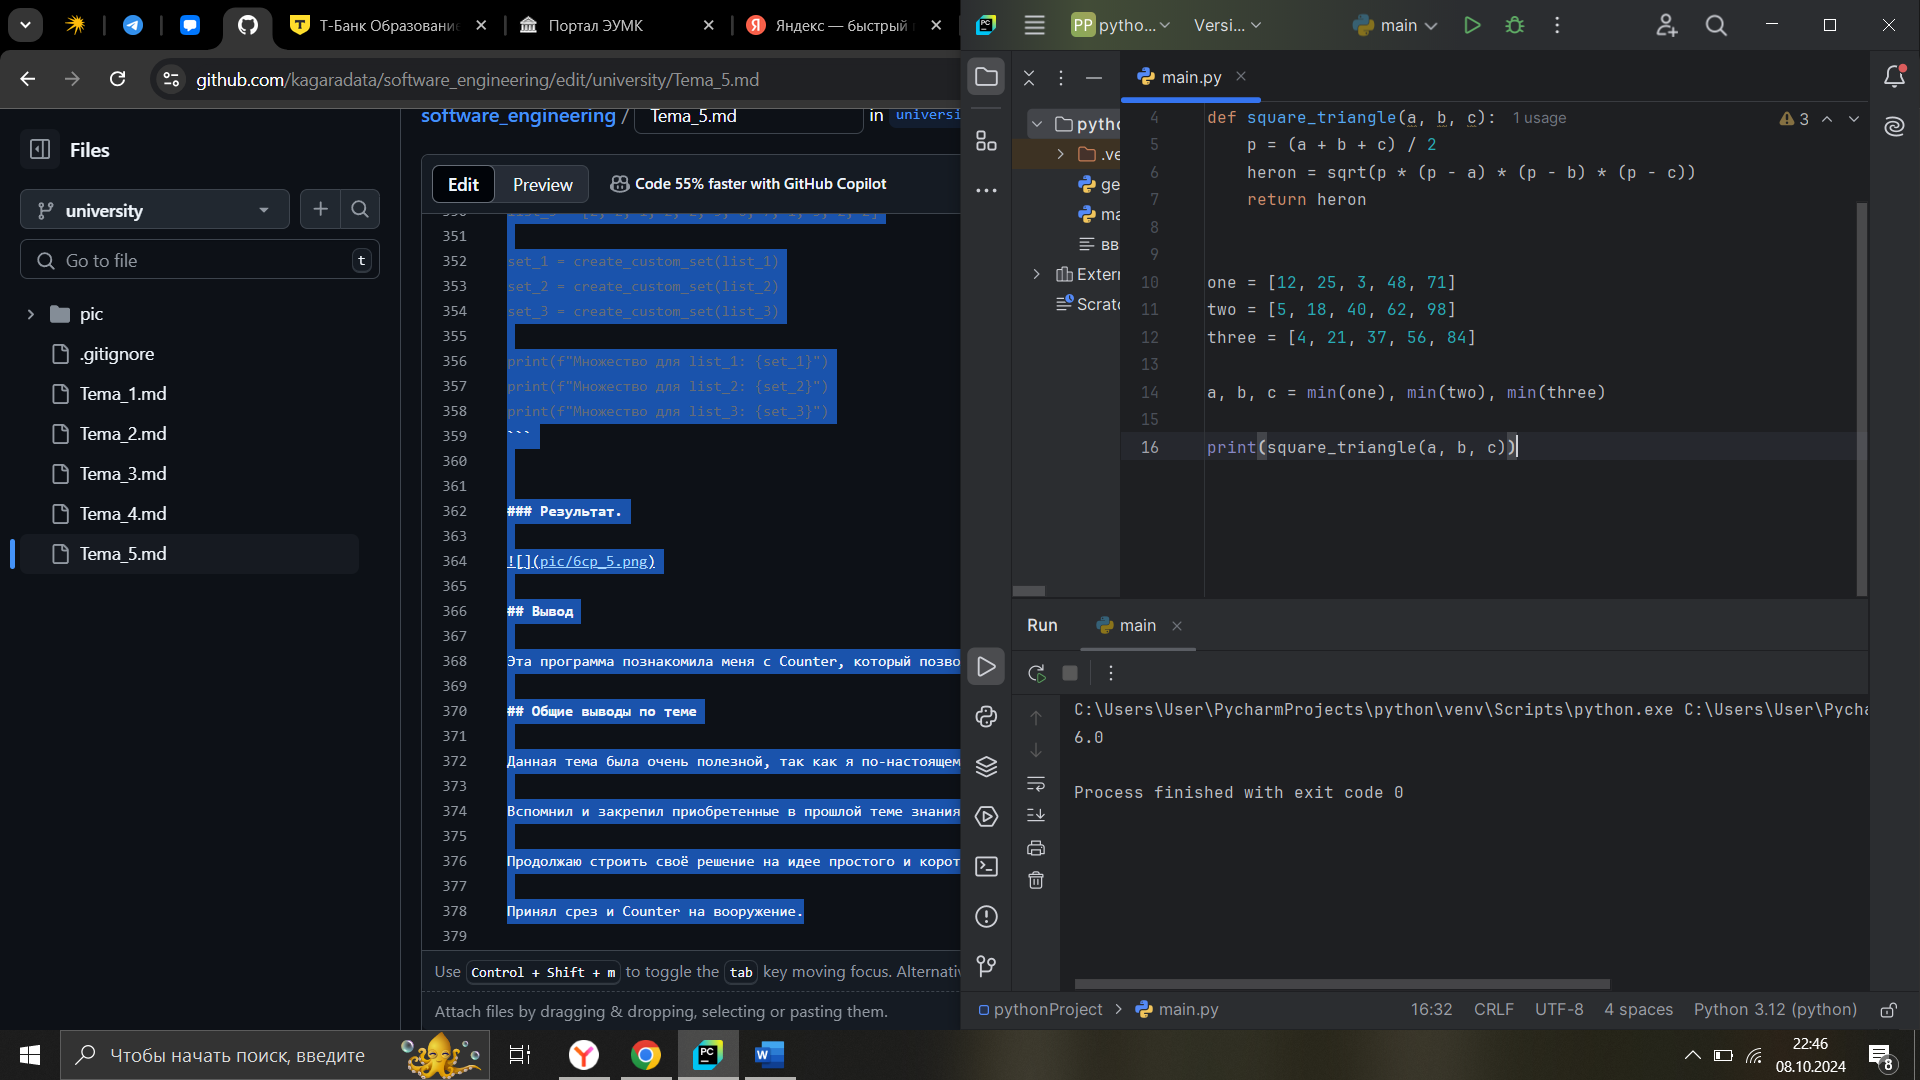 Т-Банк Образование
Портал ЭУМК
Яндекс — быстрый
github.com/kagaradata/software_engineering/edit/university/Tema_5.md
Files
university
Go to file
t
pic
.gitignore
Tema_1.md
Tema_2.md
Tema_3.md
Tema_4.md
Tema_5.md
software_engineering / Tema_5.md in universi
Edit
Preview
Code 55% faster with GitHub Copilot
351
352 set_1 = create_custom_set(list_1)
353 set_2 = create_custom_set(list_2)
354 set_3 = create_custom_set(list_3)
355
356 print(f"Множество для list_1: {set_1}")
357 print(f"Множество для list_2: {set_2}")
358 print(f"Множество для list_3: {set_3}")
359 ```
360
361
362 ### Результат.
363
364 ![](pic/6cp_5.png)
365
366 ## Вывод
367
368 Эта программа познакомила меня с Counter, который позво
369
370 ## Общие выводы по теме
371
372 Данная тема была очень полезной, так как я по-настоящем
373
374 Вспомнил и закрепил приобретенные в прошлой теме знания
375
376 Продолжаю строить своё решение на идее простого и корот
377
378 Принял срез и Counter на вооружение.
379
Use Control + Shift + m to toggle the tab key moving focus. Alternati
Attach files by dragging & dropping, selecting or pasting them.
PC
PP pytho...
Versi...
main
main.py
pytho
.ve
ge
ma
вв
Exterr
Scratc
4 def square_triangle(a, b, c): 1 usage
3
5 p = (a + b + c) / 2
6 heron = sqrt(p * (p - a) * (p - b) * (p - c))
7 return heron
8
9
10 one = [12, 25, 3, 48, 71]
11 two = [5, 18, 40, 62, 98]
12 three = [4, 21, 37, 56, 84]
13
14 a, b, c = min(one), min(two), min(three)
15
16 print(square_triangle(a, b, c))
Run
main
C:\Users\User\PycharmProjects\python\venv\Scripts\python.exe C:\Users\User\Pycha
6.0
Process finished with exit code 0
pythonProject > main.py
16:32
CRLF
UTF-8
4 spaces
Python 3.12 (python)
Чтобы начать поиск, введите
22:46
08.10.2024
8